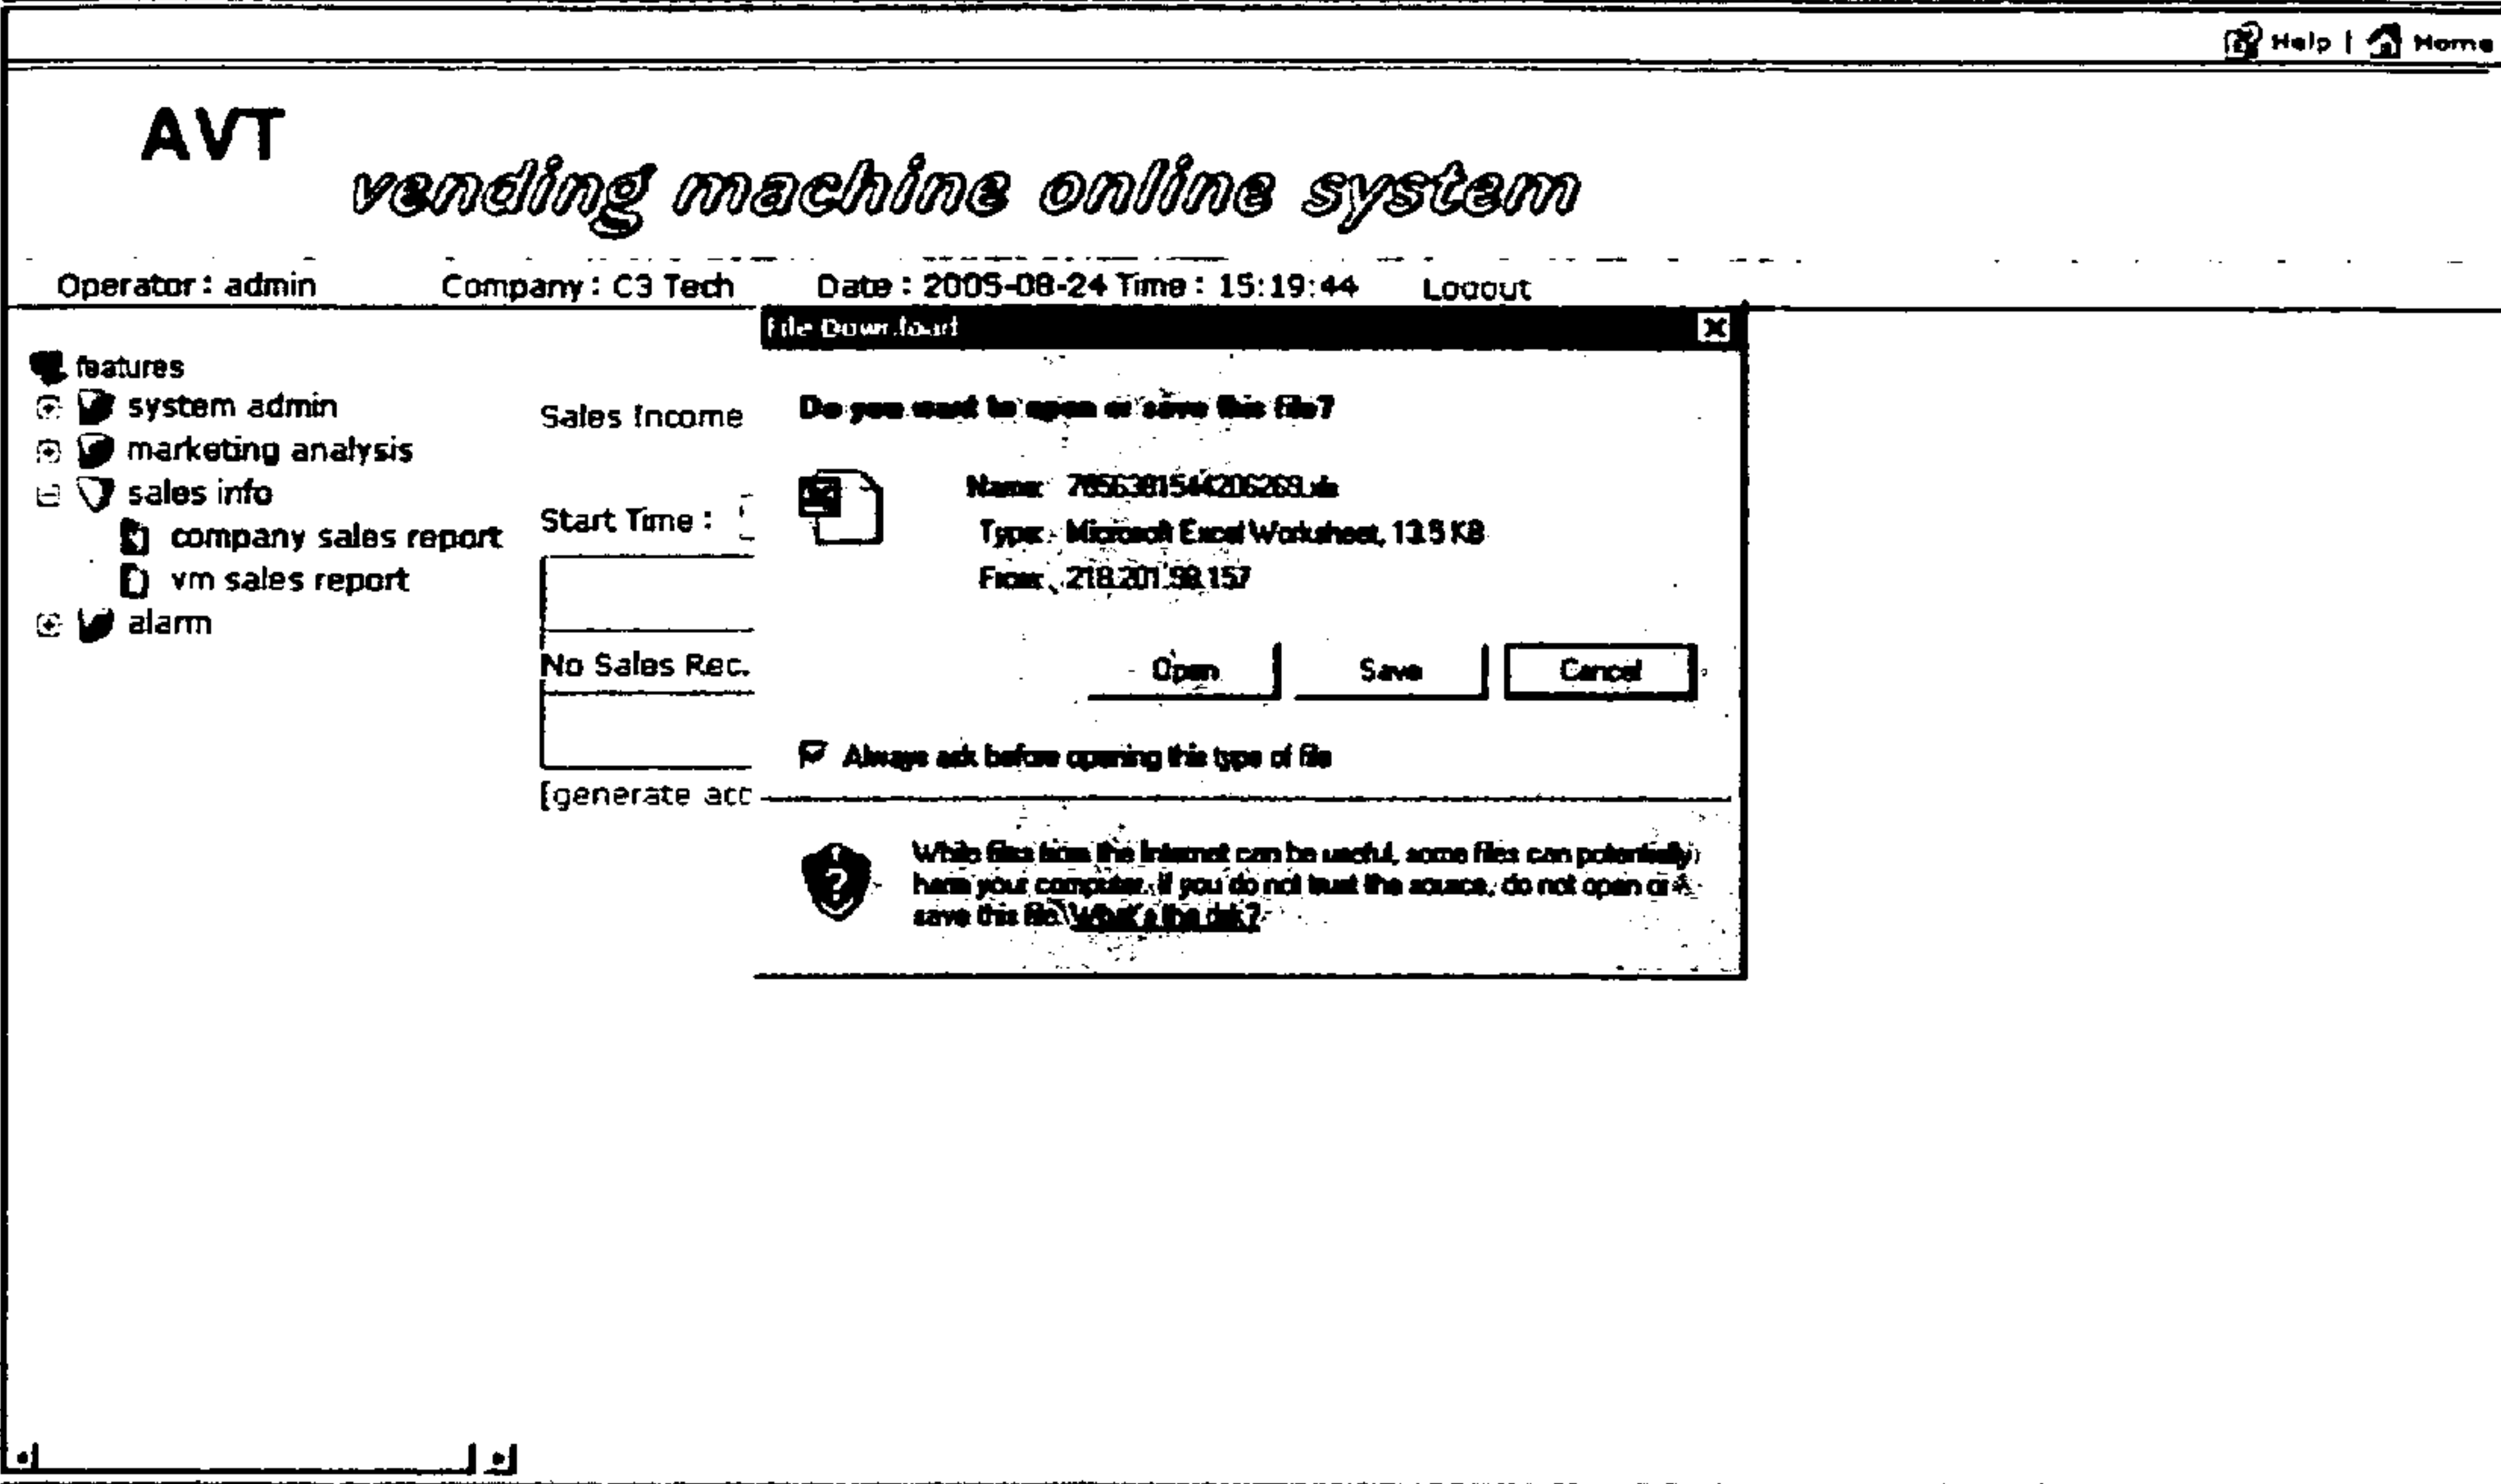 Help | Home
AVT
vending machine online system
Operator : admin Company : C3 Tech Date : 2005-08-24 Time : 15:19:44 Logout
File Download
features
system admin
marketing analysis
sales info
company sales report
vm sales report
alarm
Sales Income
Start Time :
No Sales Rec.
[generate acc
Do you want to open or save this file?
Name:
Type: Microsoft Excel Worksheet, 13.5 KB
From:
Open Save Cancel
Always ask before opening this type of file
While files from the Internet can be useful, some files can potentially
harm your computer. If you do not trust the source, do not open or
save this file. What's the risk?